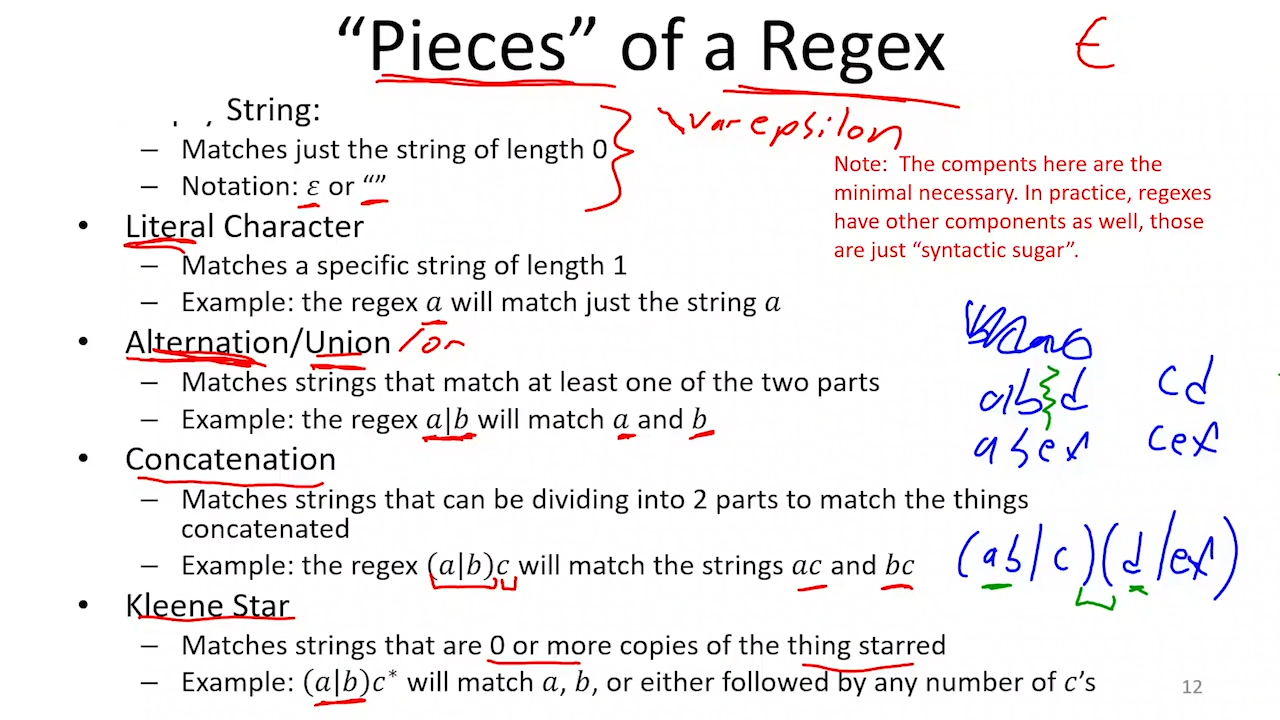 “Pieces” of a Regex
ϵ
String:
\varepsilon
– Matches just the string of length 0
– Notation: ε or “”
Note: The compents here are the
minimal necessary. In practice, regexes
have other components as well, those
are just “syntactic sugar”.
• Literal Character
– Matches a specific string of length 1
– Example: the regex a will match just the string a
• Alternation/Union /or
– Matches strings that match at least one of the two parts
– Example: the regex a|b will match a and b
abd cd
abef cef
• Concatenation
– Matches strings that can be dividing into 2 parts to match the things
concatenated
– Example: the regex (a|b)c will match the strings ac and bc
(ab|c)(d|ef)
• Kleene Star
– Matches strings that are 0 or more copies of the thing starred
– Example: (a|b)c* will match a, b, or either followed by any number of c’s
12